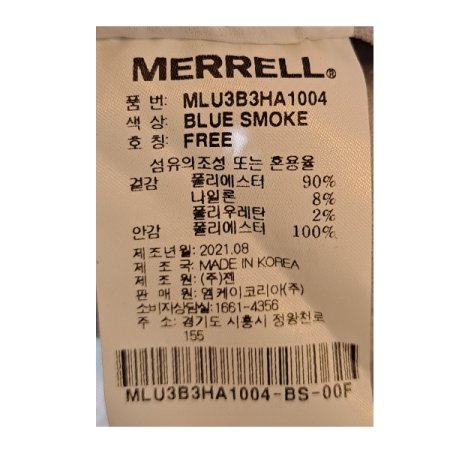 MERRELL®
품 번: MLU3B3HA1004
색 상: BLUE SMOKE
호 칭: FREE
섬유의조성 또는 혼용율
겉감 폴리에스터 90%
나일론 8%
폴리우레탄 2%
안감 폴리에스터 100%
제조년월: 2021.08
제 조 국: MADE IN KOREA
제 조 원: (주)젠
판 매 원: 엠케이코리아(주)
소비자상담실: 1661-4356
주 소: 경기도 시흥시 정왕천로
155
MLU3B3HA1004-BS-00F